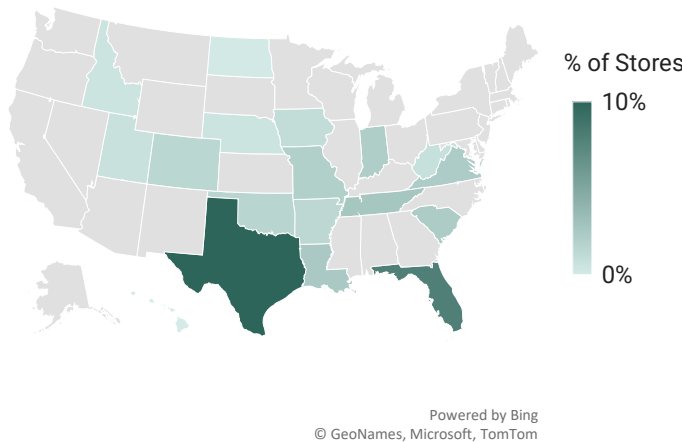 % of Stores
10%
0%
Powered by Bing
© GeoNames, Microsoft, TomTom